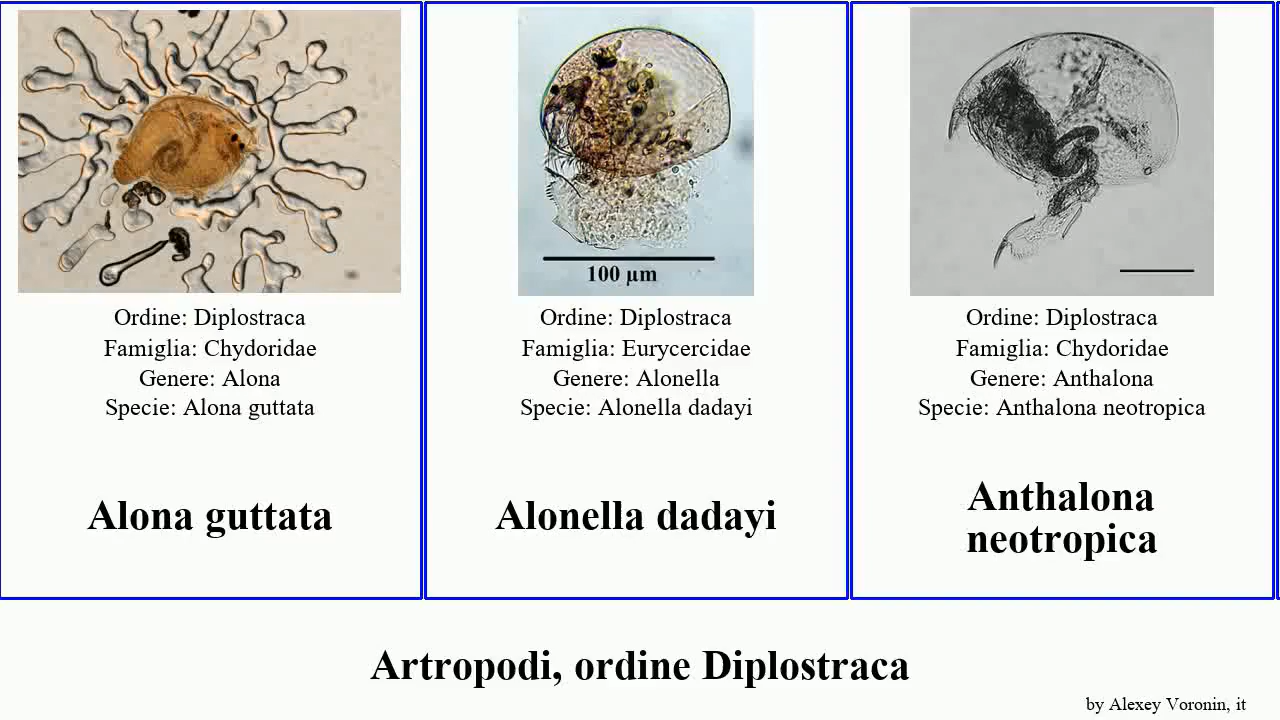 100 µm
Ordine: Diplostraca
Famiglia: Chydoridae
Genere: Alona
Specie: Alona guttata
Alona guttata
Ordine: Diplostraca
Famiglia: Eurycercidae
Genere: Alonella
Specie: Alonella dadayi
Alonella dadayi
Ordine: Diplostraca
Famiglia: Chydoridae
Genere: Anthalona
Specie: Anthalona neotropica
Anthalona
neotropica
Artropodi, ordine Diplostraca
by Alexey Voronin, it